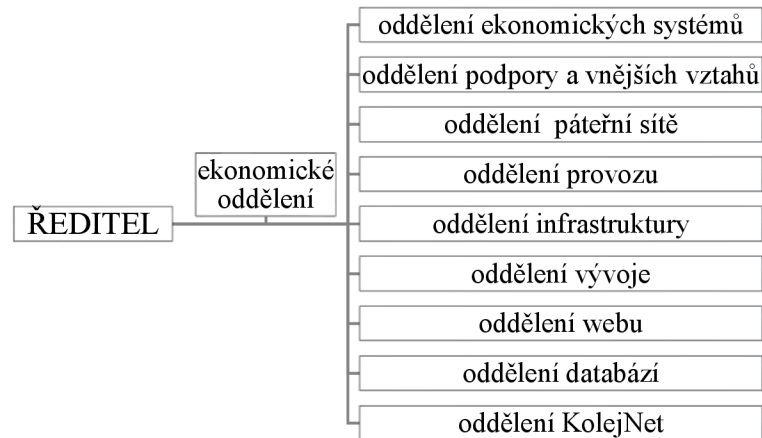 oddělení ekonomických systémů
oddělení podpory a vnějších vztahů
oddělení páteřní sítě
ekonomické
oddělení
oddělení provozu
ŘEDITEL
oddělení infrastruktury
oddělení vývoje
oddělení webu
oddělení databází
oddělení KolejNet